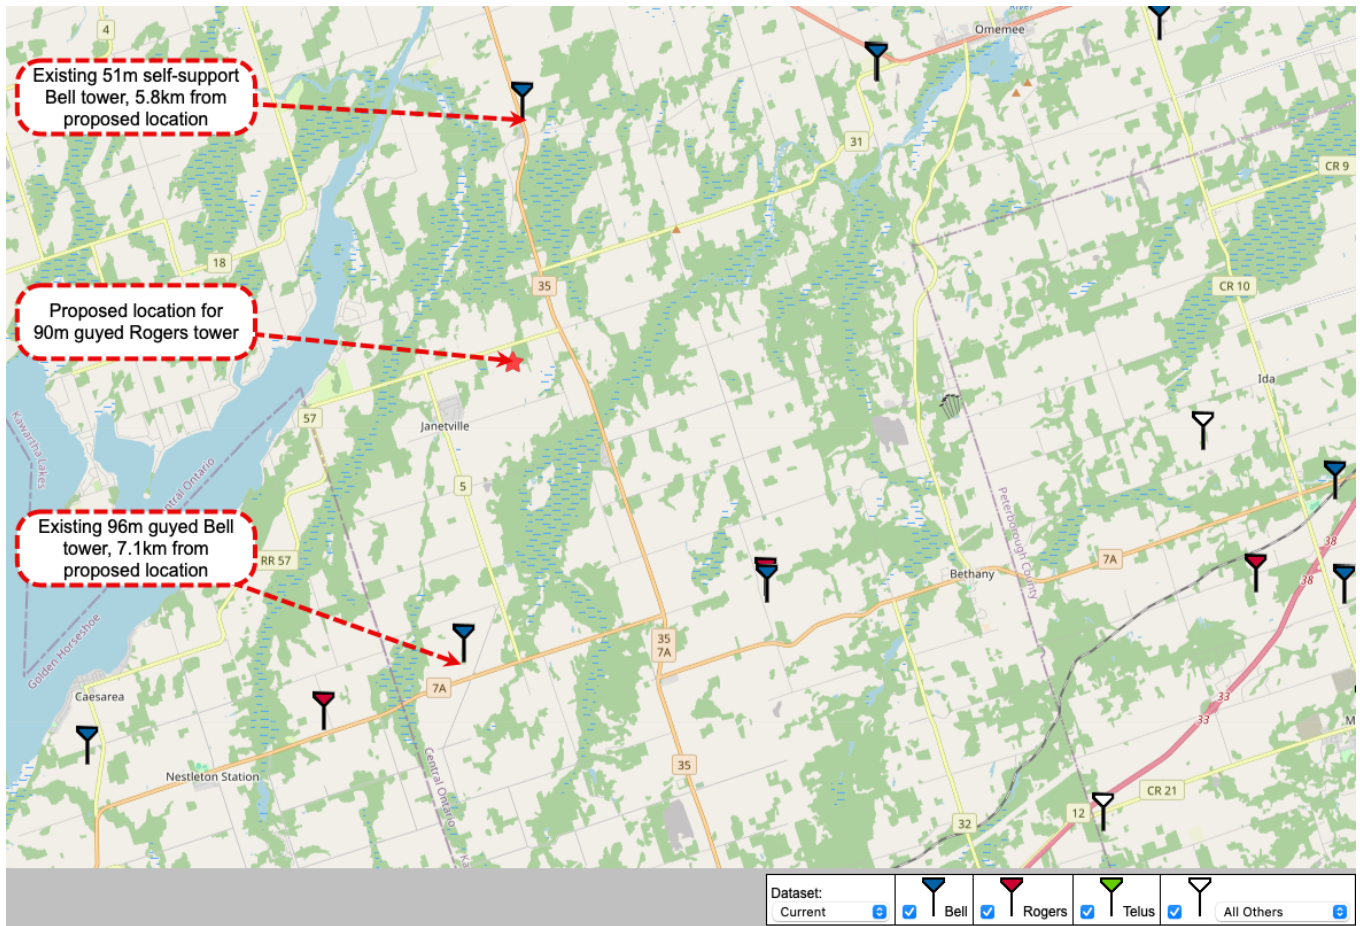 4
River
Omemee
Existing 51m self-support
Bell tower, 5.8km from
proposed location
31
CR 9
18
35
CR 10
Proposed location for
90m guyed Rogers tower
Ida
57
Janetville
Kawartha Lakes
Central Ontario
5
Existing 96m guyed Bell
tower, 7.1km from
proposed location
RR 57
Peterborough County
38
7A
Bethany
38
Golden Horseshoe
35
7A
Caesarea
7A
33
33
M
Central Ontario
35
Nestleton Station
CR 21
12
32
Ka
Dataset:
Current
Bell
Rogers
Telus
All Others